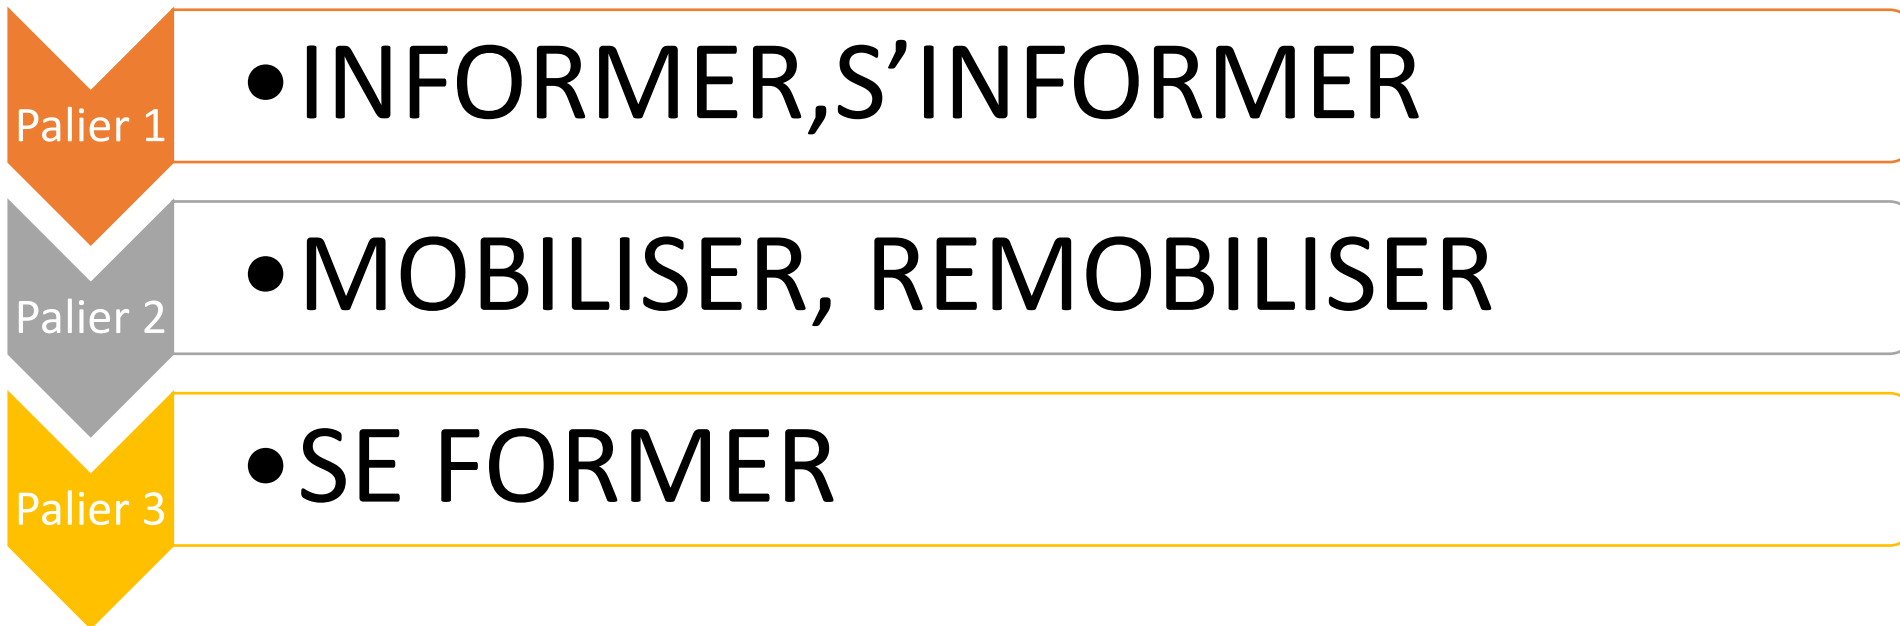 Palier 1
•INFORMER,S’INFORMER
Palier 2
•MOBILISER, REMOBILISER
Palier 3
•SE FORMER